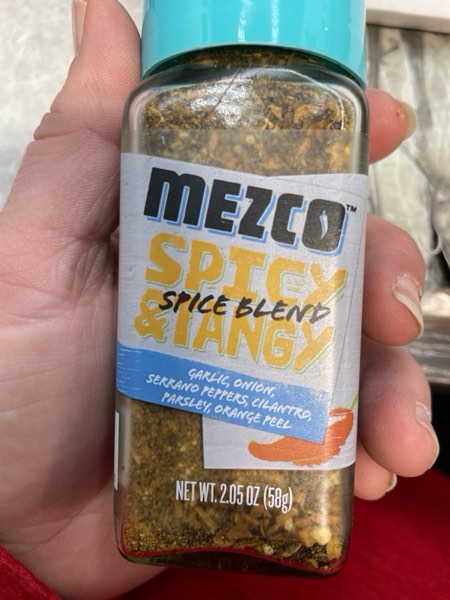 MEZCO™
SPICY
SPICE BLEND
&TANGY
GARLIC, ONION,
SERRANO PEPPERS, CILANTRO,
PARSLEY, ORANGE PEEL
NET WT. 2.05 OZ (58g)